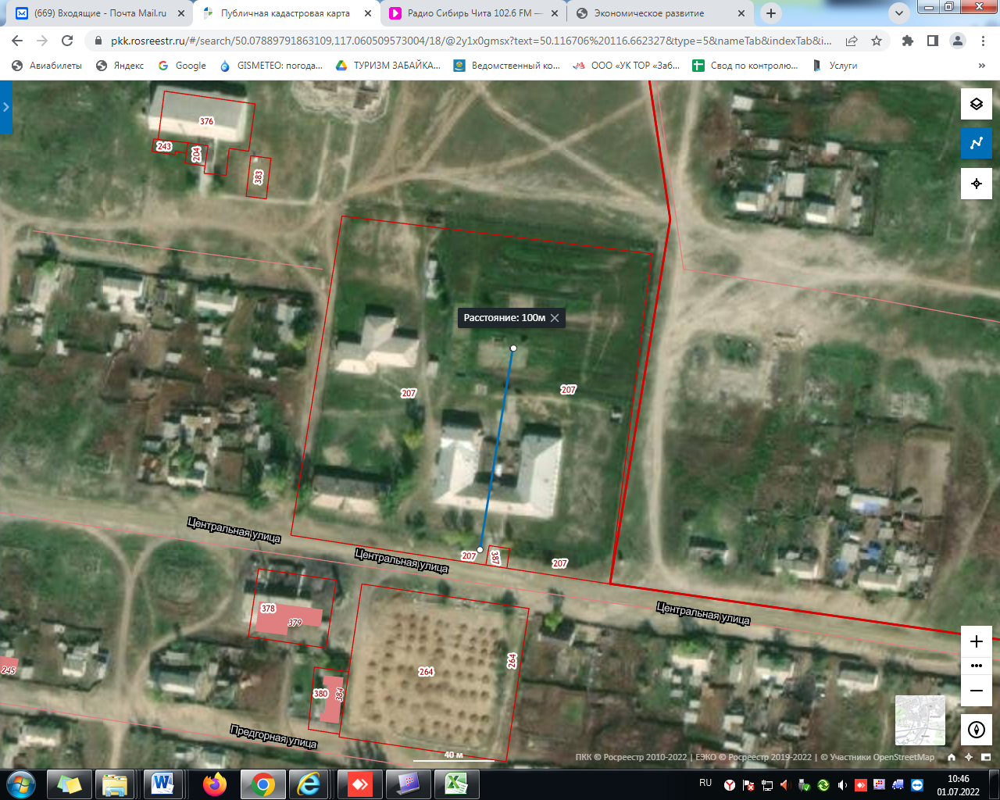 (669) Входящие - Почта Mail.ru
Публичная кадастровая карта
Радио Сибирь Чита 102.6 FM —
Экономическое развитие
pkk.rosreestr.ru/#/search/50.07889791863109,117.060509573004/18/@2y1x0gmsx?text=50.116706%20116.662327&type=5&nameTab&indexTab&i...
Авиабилеты
Яндекс
Google
GISMETEO: погода...
ТУРИЗМ ЗАБАЙКА...
Ведомственный ко...
ООО «УК ТОР «Заб...
Свод по контролю...
Услуги
»
376
243
204
383
Расстояние: 100м
207
207
Центральная улица
Центральная улица
207
387
207
Центральная улица
378
379
264
264
245
380
384
Предгорная улица
40 м
ПКК © Росреестр 2010-2022 | ЕЭКО © Росреестр 2019-2022 | © Участники OpenStreetMap
RU
10:46
01.07.2022